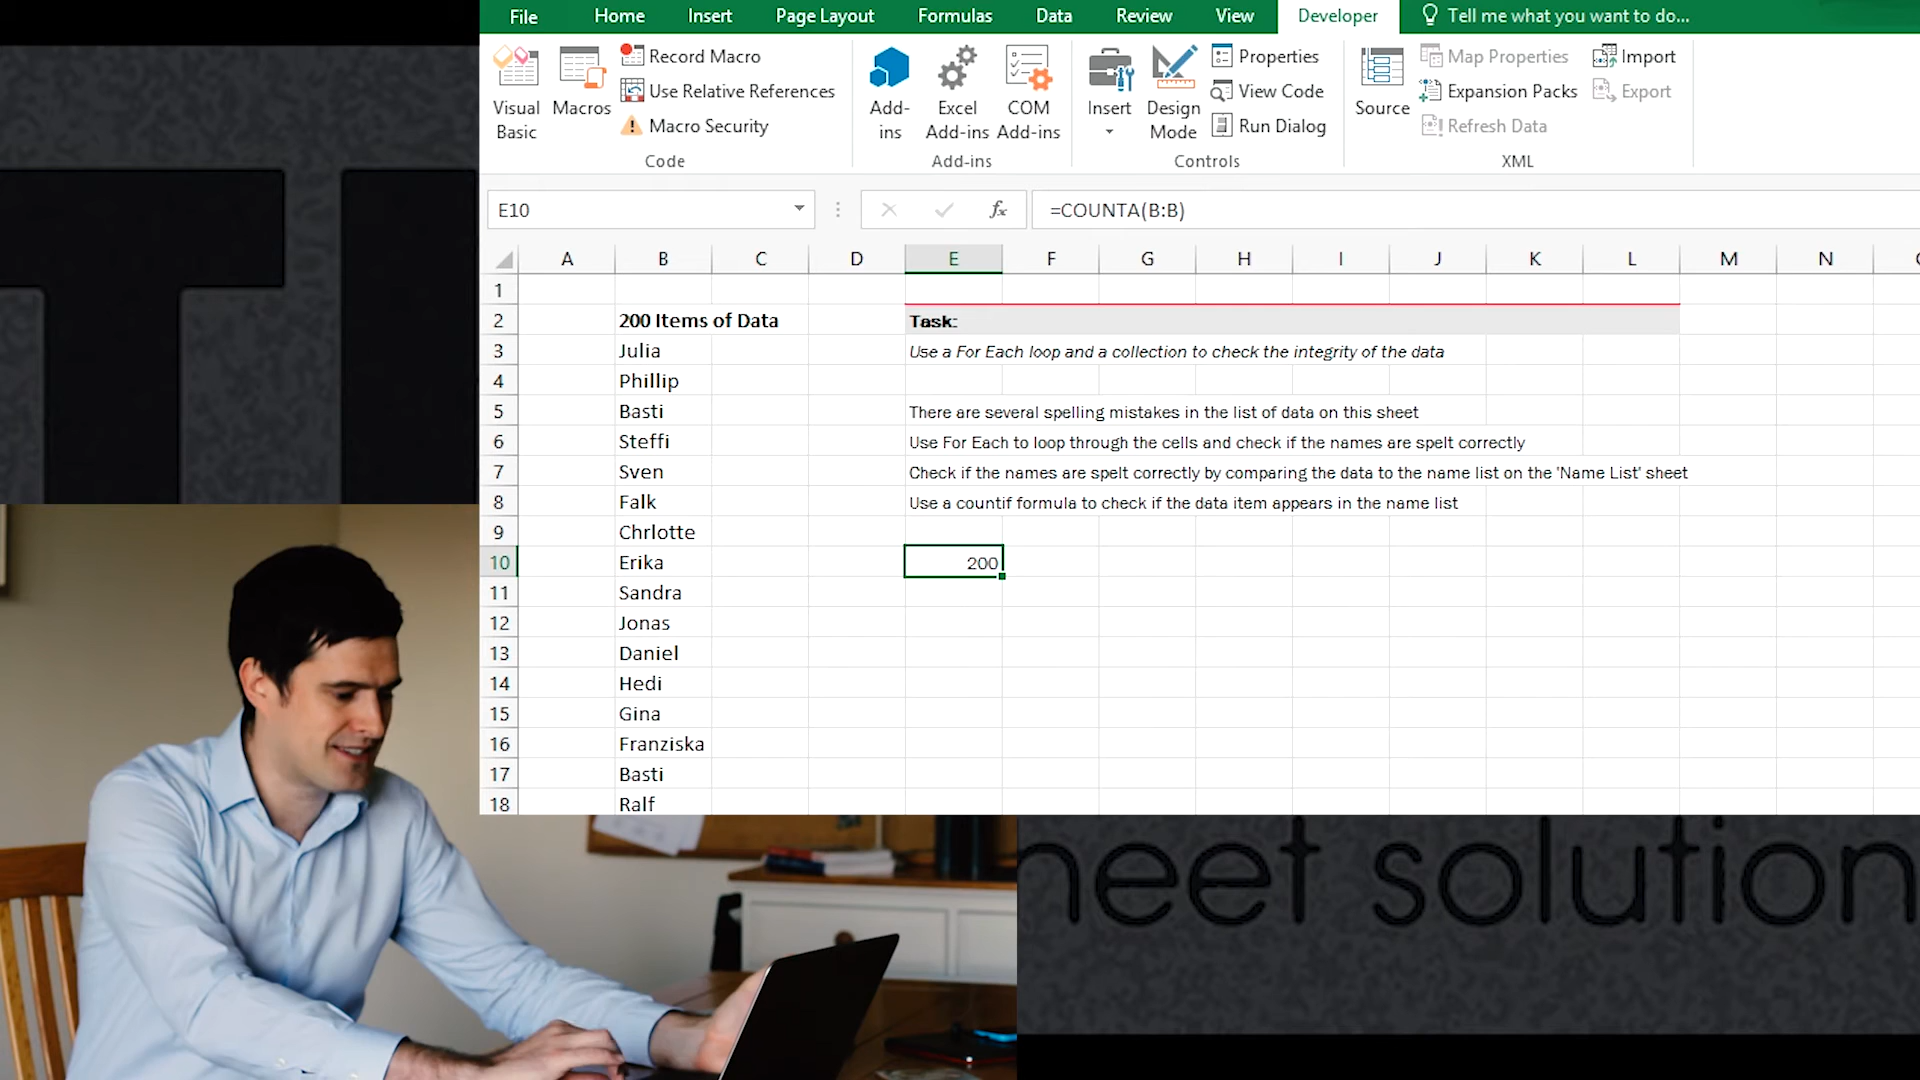 File Home Insert Page Layout Formulas Data Review View Developer Tell me what you want to do...
Visual Basic
Macros
Record Macro
Use Relative References
Macro Security
Code
Add-ins
Excel Add-ins
COM Add-ins
Add-ins
Insert
Design Mode
Properties
View Code
Run Dialog
Controls
Source
Map Properties
Expansion Packs
Refresh Data
Import
Export
XML
E10 fx =COUNTA(B:B)
A B C D E F G H I J K L M N
1
2 200 Items of Data Task:
3 Julia Use a For Each loop and a collection to check the integrity of the data
4 Phillip
5 Basti There are several spelling mistakes in the list of data on this sheet
6 Steffi Use For Each to loop through the cells and check if the names are spelt correctly
7 Sven Check if the names are spelt correctly by comparing the data to the name list on the 'Name List' sheet
8 Falk Use a countif formula to check if the data item appears in the name list
9 Chrlotte
10 Erika 200
11 Sandra
12 Jonas
13 Daniel
14 Hedi
15 Gina
16 Franziska
17 Basti
18 Ralf
heet solution